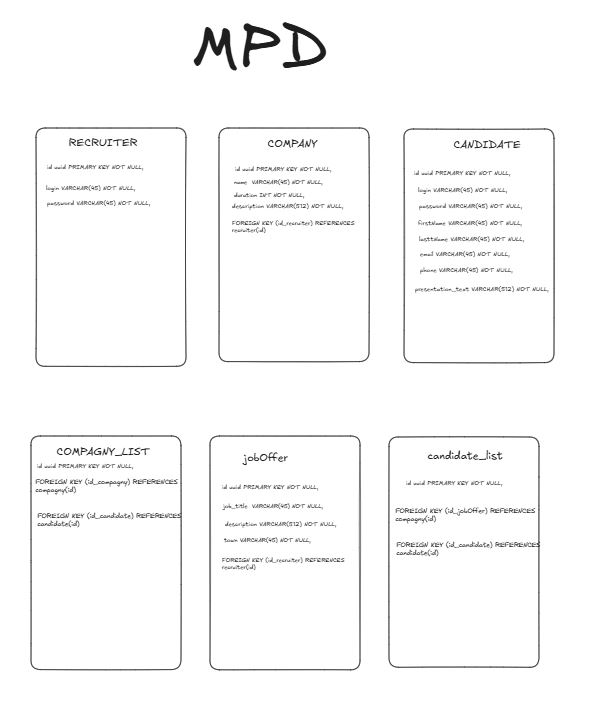 MPD
RECRUITER
id uuid PRIMARY KEY NOT NULL,
login VARCHAR(45) NOT NULL,
password VARCHAR(45) NOT NULL,
COMPANY
id uuid PRIMARY KEY NOT NULL,
name VARCHAR(45) NOT NULL,
duration INT NOT NULL,
description VARCHAR(512) NOT NULL,
FOREIGN KEY (id_recruiter) REFERENCES
recruiter(id)
CANDIDATE
id uuid PRIMARY KEY NOT NULL,
login VARCHAR(45) NOT NULL,
password VARCHAR(45) NOT NULL,
firstName VARCHAR(45) NOT NULL,
lasttName VARCHAR(45) NOT NULL,
email VARCHAR(45) NOT NULL,
phone VARCHAR(45) NOT NULL,
presentation_text VARCHAR(512) NOT NULL,
COMPAGNY_LIST
id uuid PRIMARY KEY NOT NULL,
FOREIGN KEY (id_compagny) REFERENCES
compagny(id)
FOREIGN KEY (id_candidate) REFERENCES
candidate(id)
jobOffer
id uuid PRIMARY KEY NOT NULL,
job_title VARCHAR(45) NOT NULL,
description VARCHAR(512) NOT NULL,
town VARCHAR(45) NOT NULL,
FOREIGN KEY (id_recruiter) REFERENCES
recruiter(id)
candidate_list
id uuid PRIMARY KEY NOT NULL,
FOREIGN KEY (id_jobOffer) REFERENCES
compagny(id)
FOREIGN KEY (id_candidate) REFERENCES
candidate(id)